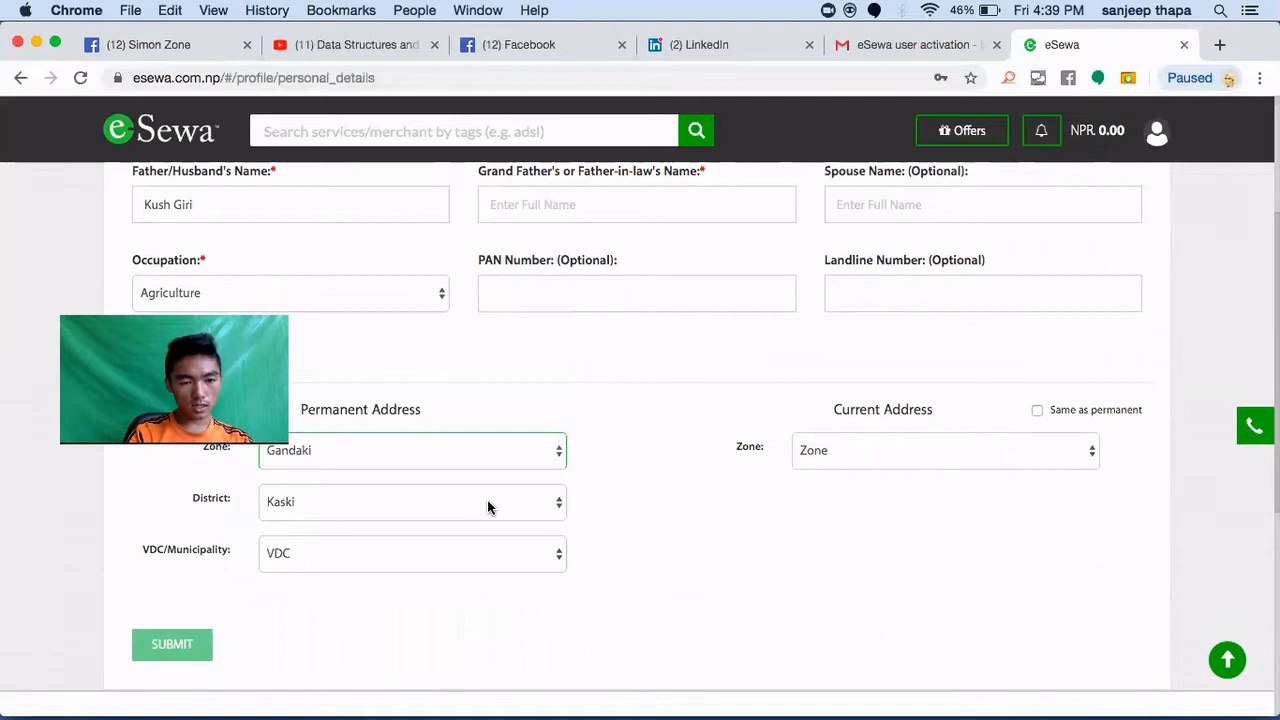 Chrome File Edit View History Bookmarks People Window Help 46% Fri 4:39 PM sanjeep thapa
(12) Simon Zone (11) Data Structures and (12) Facebook (2) LinkedIn eSewa user activation - eSewa
esewa.com.np/#/profile/personal_details Paused
eSewa™ Search services/merchant by tags (e.g. adsl) Offers NPR. 0.00
Father/Husband's Name:* Grand Father's or Father-in-law's Name:* Spouse Name: (Optional):
Kush Giri Enter Full Name Enter Full Name
Occupation:* PAN Number: (Optional): Landline Number: (Optional)
Agriculture
Permanent Address Current Address Same as permanent
Zone: Gandaki Zone: Zone
District: Kaski
VDC/Municipality: VDC
SUBMIT